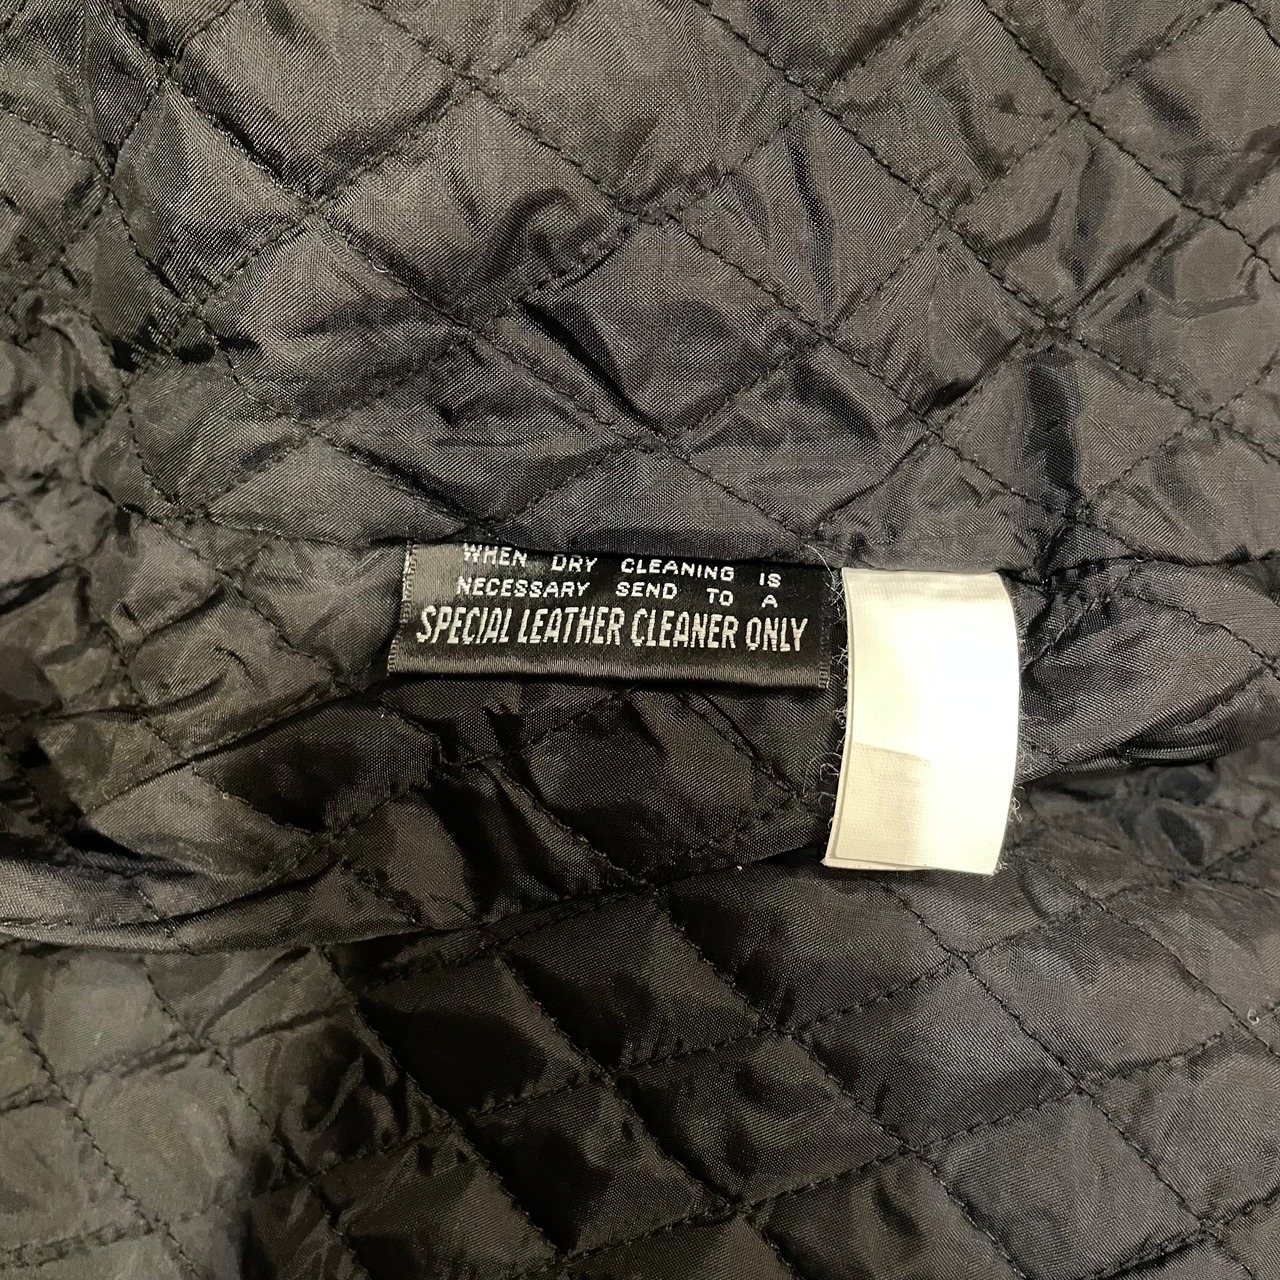 WHEN DRY CLEANING IS
NECESSARY SEND TO A
SPECIAL LEATHER CLEANER ONLY